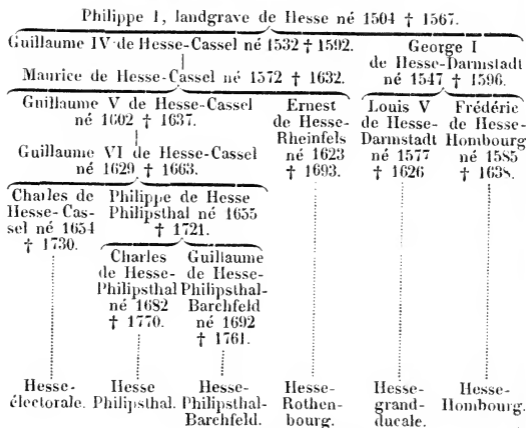 Philippe I, landgrave de Hesse né 1504 † 1567.
Guillaume IV de Hesse-Cassel né 1532 † 1592.
George I
de Hesse-Darmstadt
né 1547 † 1596.
Maurice de Hesse-Cassel né 1572 † 1632.
Guillaume V de Hesse-Cassel
né 1602 † 1637.
Ernest
de Hesse-
Rheinfels
né 1623
† 1693.
Louis V
de Hesse-
Darmstadt
né 1577
† 1626
Frédéric
de Hesse-
Hombourg
né 1585
† 1638.
Guillaume VI de Hesse-Cassel
né 1629 † 1663.
Charles de
Hesse-Cas-
sel né 1654
† 1730.
Philippe de Hesse
Philipsthal né 1655
† 1721.
Charles
de Hesse-
Philipsthal
né 1682
† 1770.
Guillaume
de Hesse-
Philipsthal-
Barchfeld
né 1692
† 1761.
Hesse-
électorale.
Hesse
Philipsthal.
Hesse-
Philipsthal-
Barchfeld.
Hesse-
Rothen-
bourg.
Hesse-
grand-
ducale.
Hesse-
Hombourg.